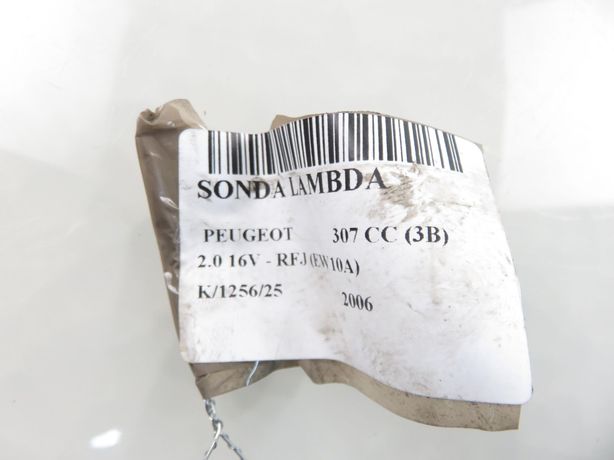 SONDA LAMBDA
PEUGEOT 307 CC (3B)
2.0 16V - RFJ (EW10A)
K/1256/25 2006